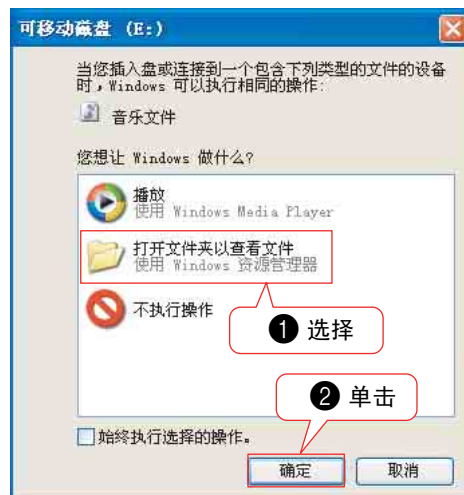 可移动磁盘 (E:)
当您插入盘或连接到一个包含下列类型的文件的设备
时，Windows 可以执行相同的操作:
音乐文件
您想让 Windows 做什么?
播放
使用 Windows Media Player
打开文件夹以查看文件
使用 Windows 资源管理器
不执行操作
❶ 选择
❷ 单击
始终执行选择的操作。
确定
取消